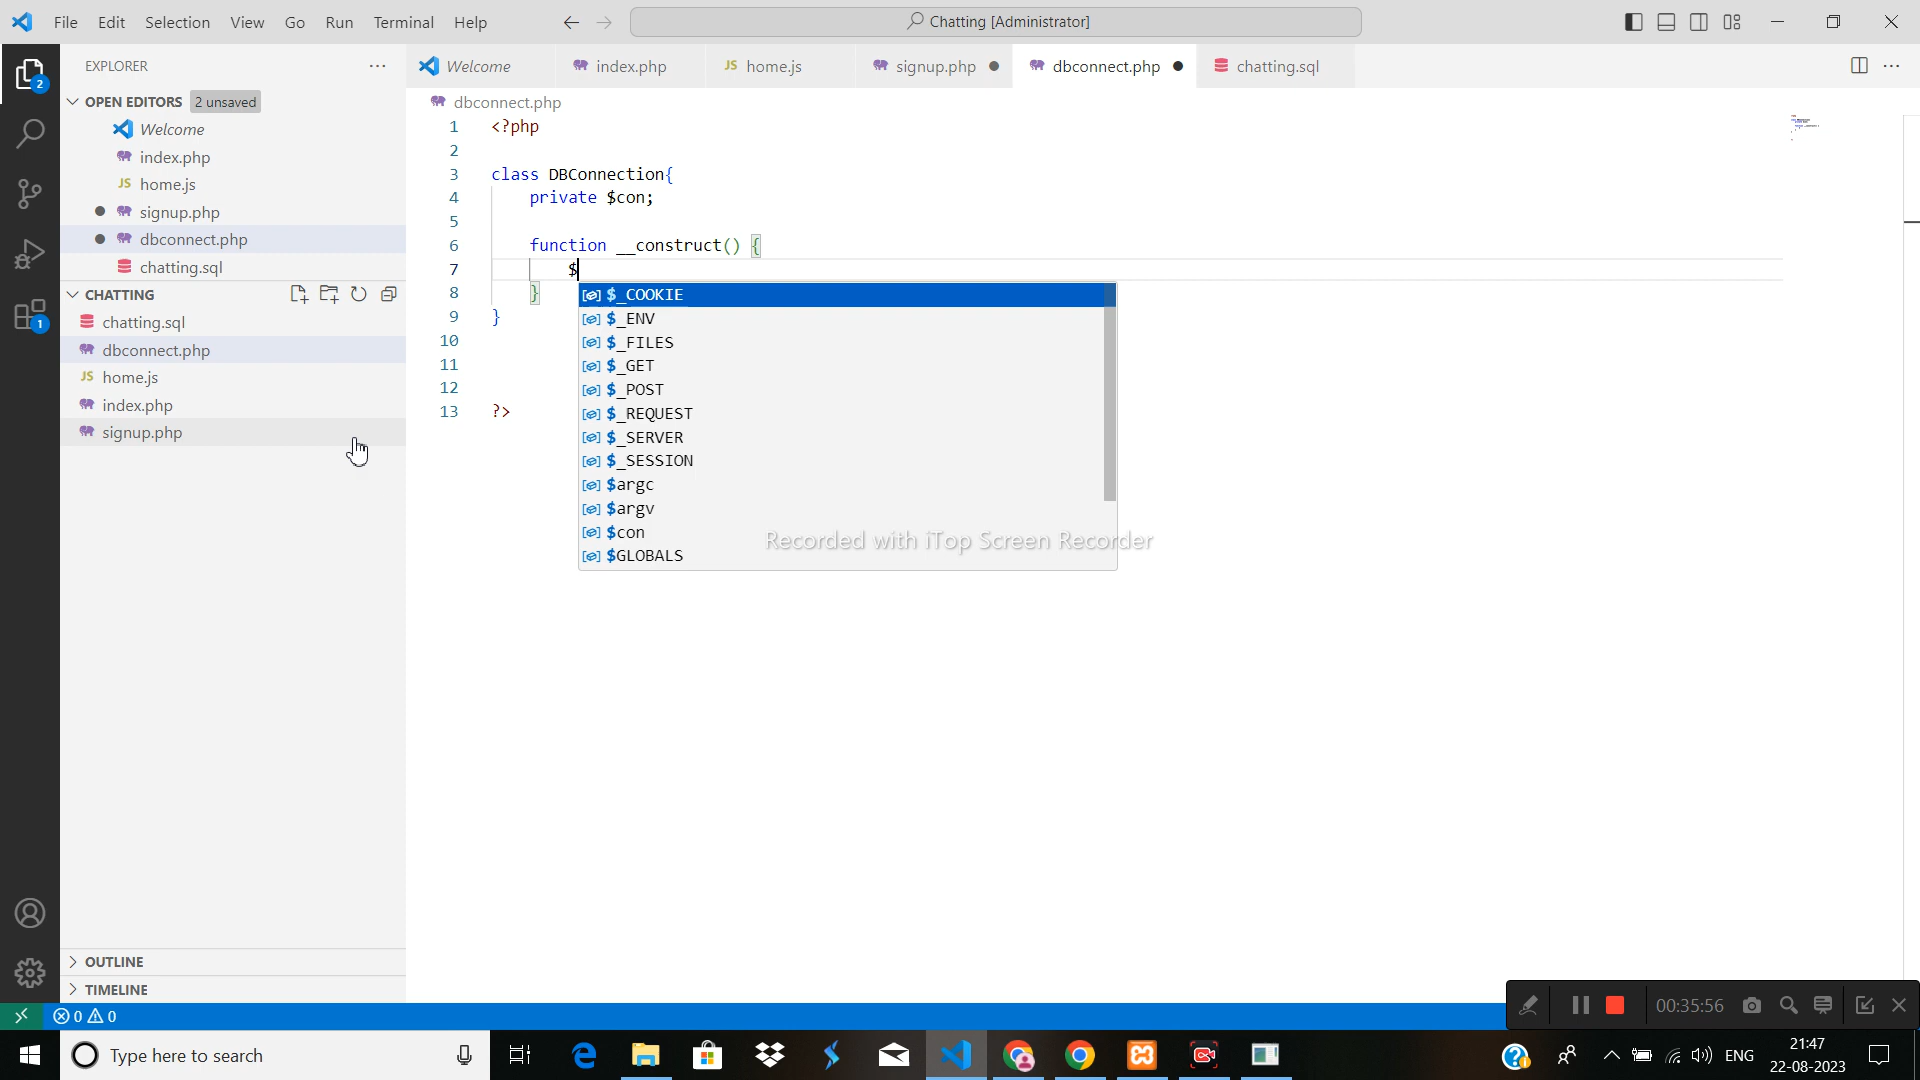 File Edit Selection View Go Run Terminal Help
Chatting [Administrator]
EXPLORER
Welcome
index.php
JS home.js
signup.php
dbconnect.php
chatting.sql
OPEN EDITORS 2 unsaved
Welcome
index.php
JS home.js
signup.php
dbconnect.php
chatting.sql
CHATTING
chatting.sql
dbconnect.php
JS home.js
index.php
signup.php
OUTLINE
TIMELINE
2
1
dbconnect.php
1 <?php
2
3 class DBConnection{
4 private $con;
5
6 function __construct() {
7 $
8 }
9 }
10
11
12
13 ?>
$_COOKIE
$_ENV
$_FILES
$_GET
$_POST
$_REQUEST
$_SERVER
$_SESSION
$argc
$argv
$con
$GLOBALS
Recorded with iTop Screen Recorder
0 0
00:35:56
Type here to search
ENG
21:47
22-08-2023